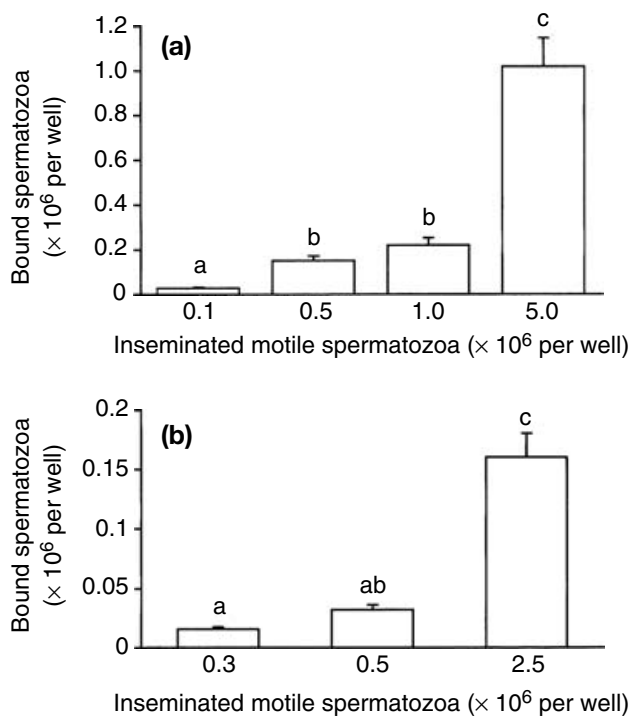 (a)
Bound spermatozoa
(× 10⁶ per well)
1.2
1.0
0.8
0.6
0.4
0.2
0
a
b
b
c
0.1 0.5 1.0 5.0
Inseminated motile spermatozoa (× 10⁶ per well)
(b)
Bound spermatozoa
(× 10⁶ per well)
0.2
0.15
0.1
0.05
0
a
ab
c
0.3 0.5 2.5
Inseminated motile spermatozoa (× 10⁶ per well)